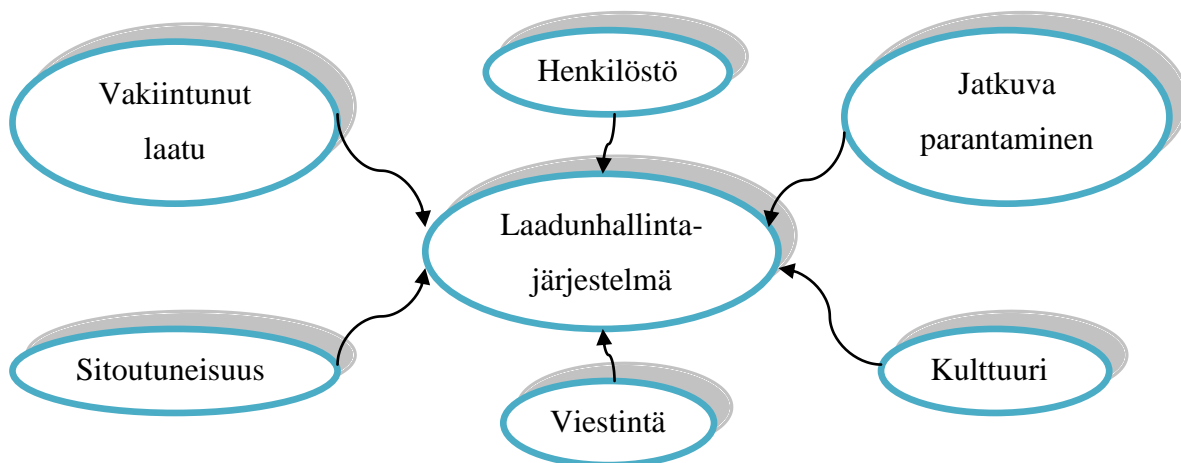 Vakiintunut
laatu
Henkilöstö
Jatkuva
parantaminen
Laadunhallinta-
järjestelmä
Sitoutuneisuus
Viestintä
Kulttuuri